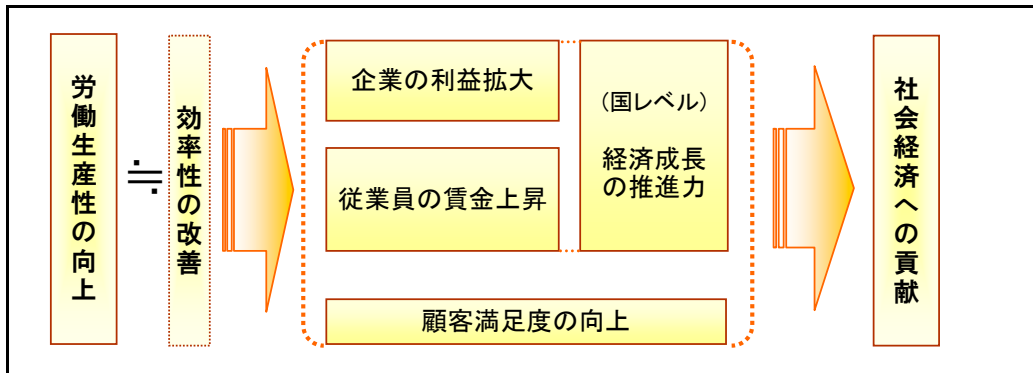 労働生産性の向上
≒
効率性の改善
企業の利益拡大
従業員の賃金上昇
(国レベル)
経済成長
の推進力
顧客満足度の向上
社会経済への貢献